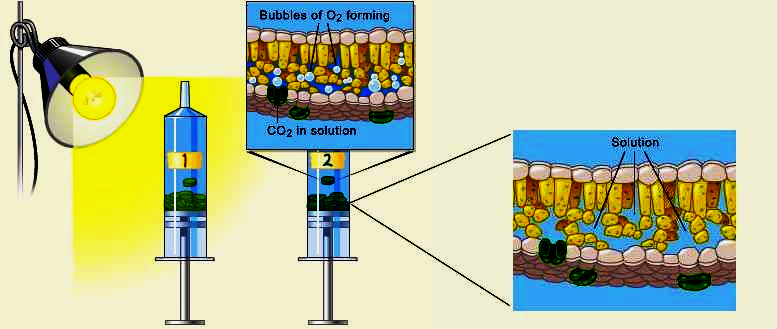 Bubbles of O2 forming
CO2 in solution
1
2
Solution